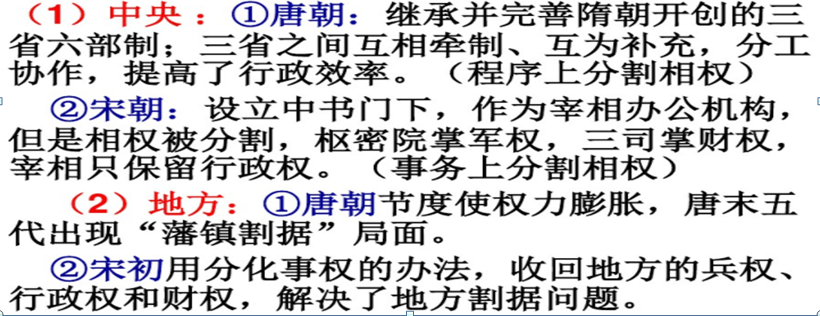 （1）中央：①唐朝：继承并完善隋朝开创的三
省六部制；三省之间互相牵制、互为补充，分工
协作，提高了行政效率。（程序上分割相权）
②宋朝：设立中书门下，作为宰相办公机构，
但是相权被分割，枢密院掌军权，三司掌财权，
宰相只保留行政权。（事务上分割相权）
（2）地方：①唐朝节度使权力膨胀，唐末五
代出现“藩镇割据”局面。
②宋初用分化事权的办法，收回地方的兵权、
行政权和财权，解决了地方割据问题。